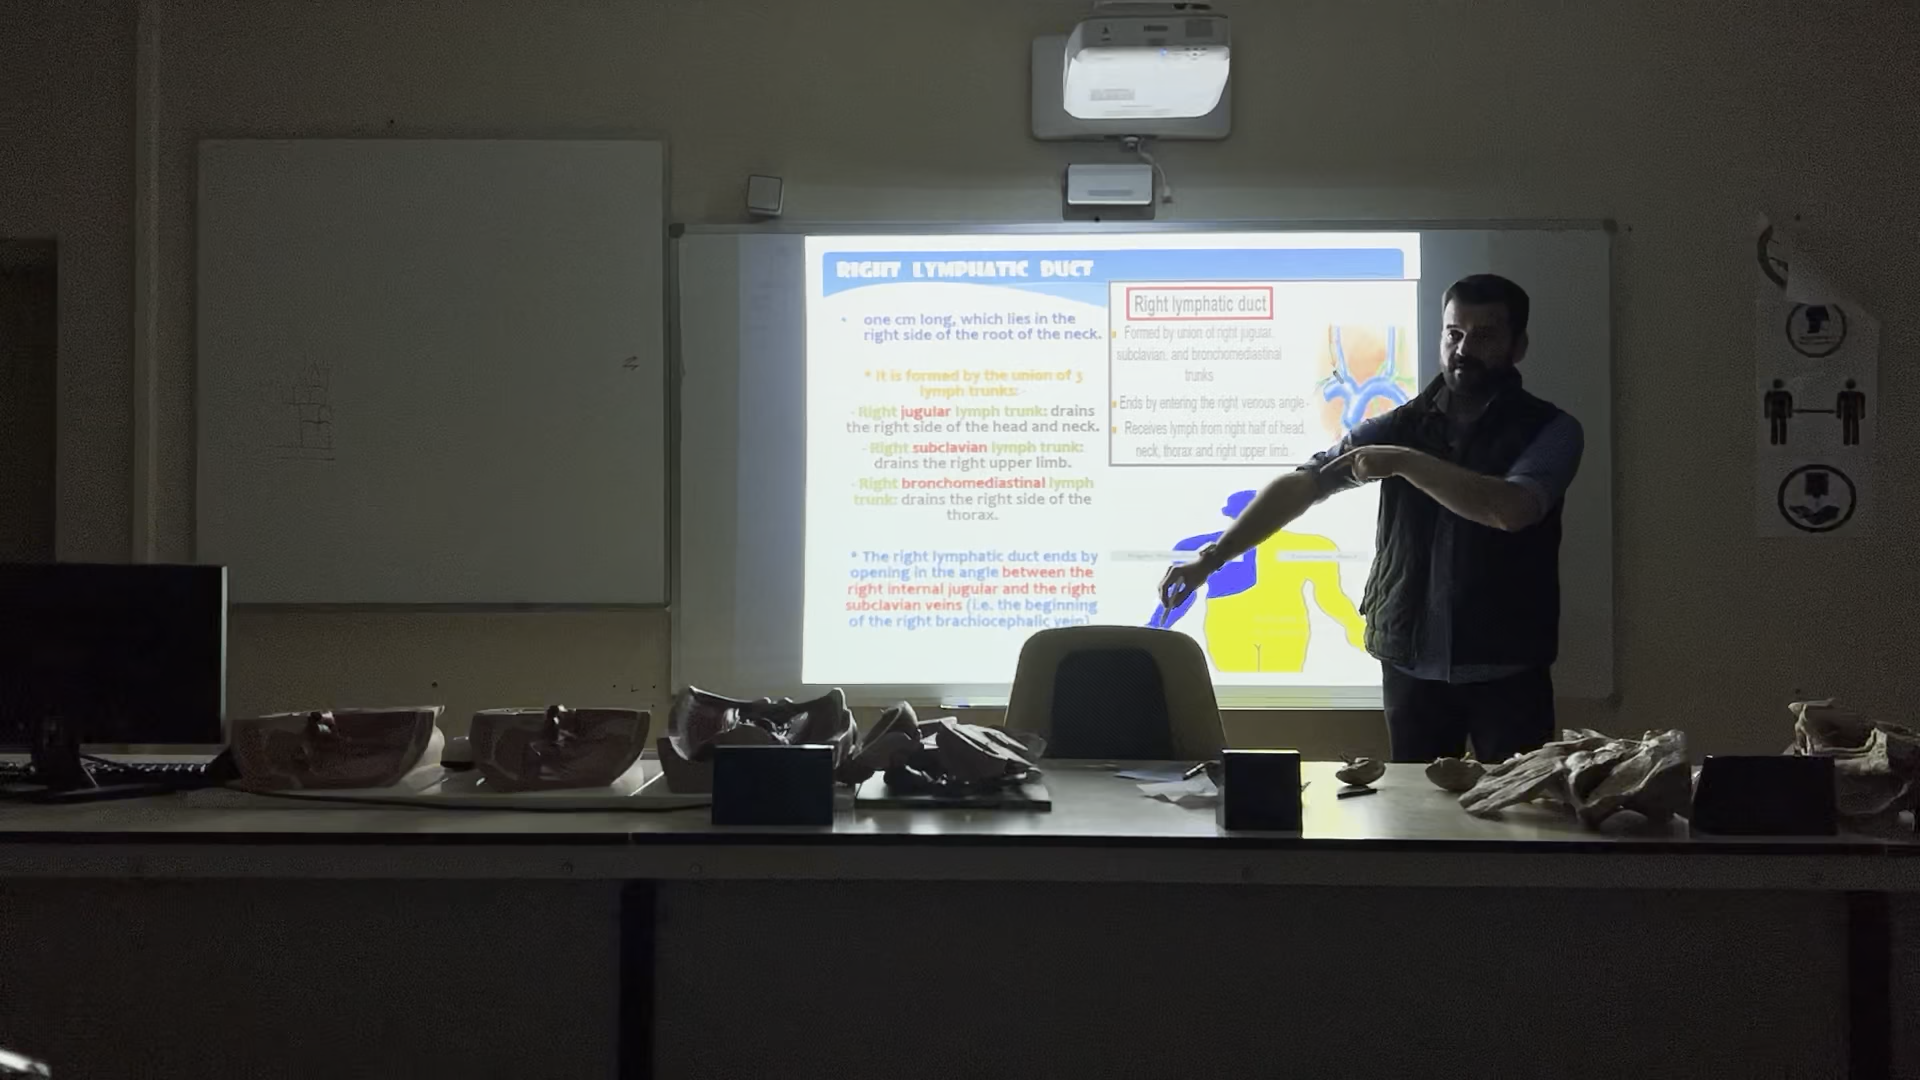 RIGHT LYMPHATIC DUCT
• one cm long, which lies in the
right side of the root of the neck.
* It is formed by the union of 3
lymph trunks: -
- Right jugular lymph trunk: drains
the right side of the head and neck.
- Right subclavian lymph trunk:
drains the right upper limb.
- Right bronchomediastinal lymph
trunk: drains the right side of the
thorax.
* The right lymphatic duct ends by
opening in the angle between the
right internal jugular and the right
subclavian veins (i.e. the beginning
of the right brachiocephalic vein)
Right lymphatic duct
Formed by union of right jugular,
subclavian, and bronchomediastinal
trunks
Ends by entering the right venous angle
Receives lymph from right half of head,
neck, thorax and right upper limb